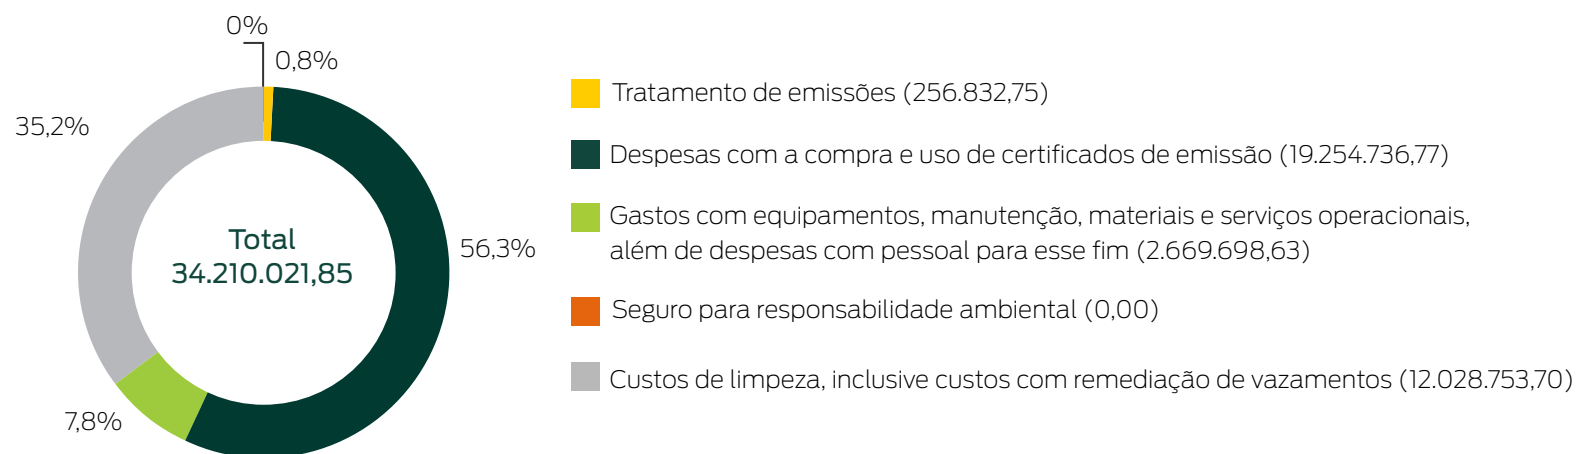 0%
0,8%
35,2%
56,3%
7,8%
Total
34.210.021,85
Tratamento de emissões (256.832,75)
Despesas com a compra e uso de certificados de emissão (19.254.736,77)
Gastos com equipamentos, manutenção, materiais e serviços operacionais,
além de despesas com pessoal para esse fim (2.669.698,63)
Seguro para responsabilidade ambiental (0,00)
Custos de limpeza, inclusive custos com remediação de vazamentos (12.028.753,70)